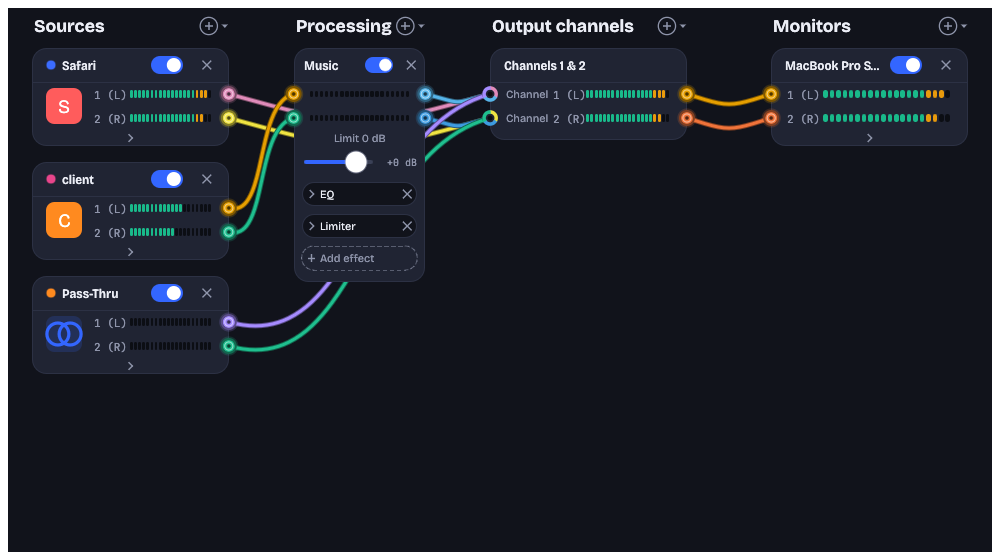 Sources
Safari
S
1 (L)
2 (R)
client
C
1 (L)
2 (R)
Pass-Thru
1 (L)
2 (R)
Processing
Music
Limit 0 dB
+0 dB
EQ
Limiter
+ Add effect
Output channels
Channels 1 & 2
Channel 1 (L)
Channel 2 (R)
Monitors
MacBook Pro S...
1 (L)
2 (R)